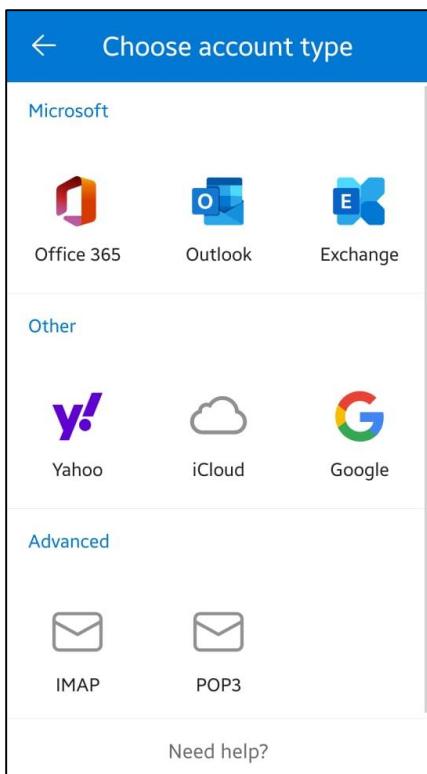 Choose account type
Microsoft
Office 365 Outlook Exchange
Other
Yahoo iCloud Google
Advanced
IMAP POP3
Need help?